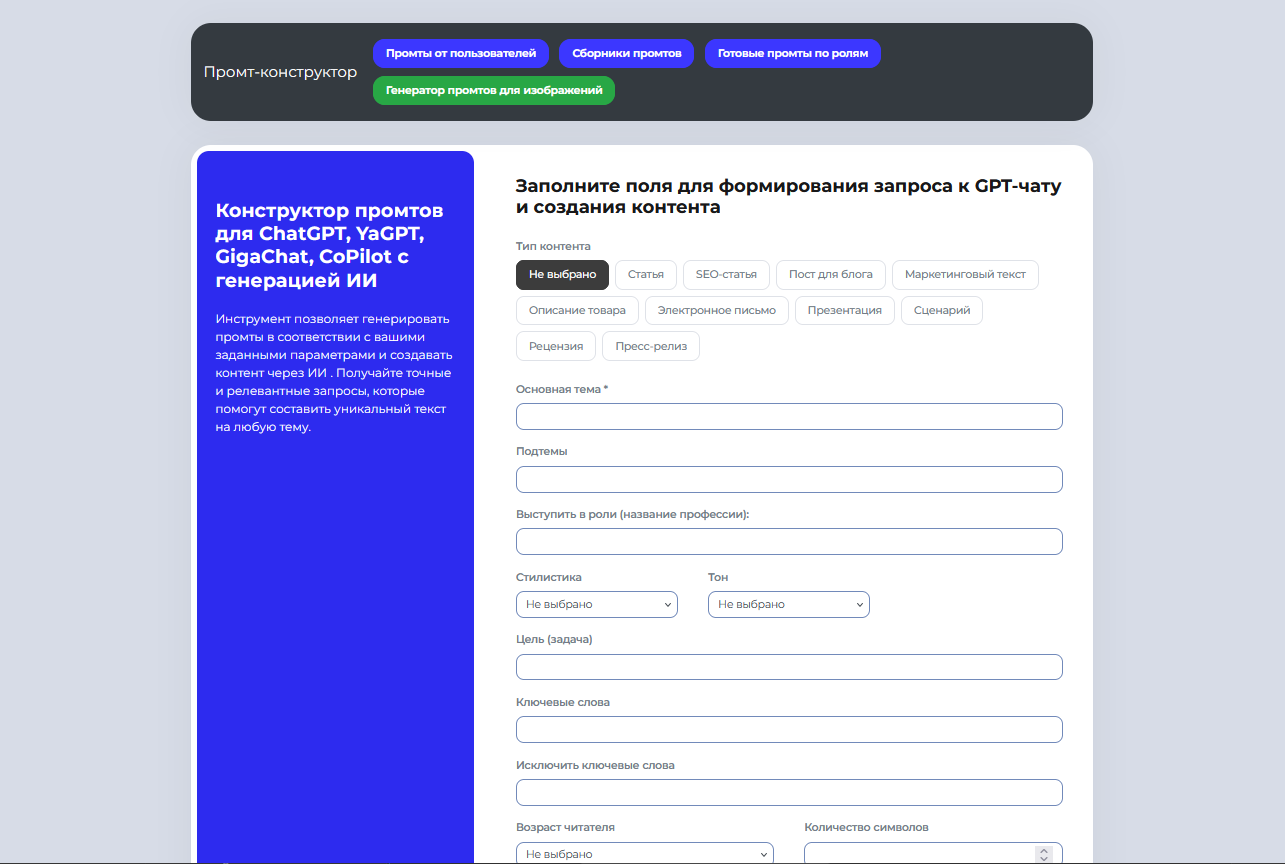 Промт-конструктор
Промты от пользователей
Сборники промтов
Готовые промты по ролям
Генератор промтов для изображений
Конструктор промтов
для ChatGPT, YaGPT,
GigaChat, CoPilot с
генерацией ИИ
Инструмент позволяет генерировать
промты в соответствии с вашими
заданными параметрами и создавать
контент через ИИ . Получайте точные
и релевантные запросы, которые
помогут составить уникальный текст
на любую тему.
Заполните поля для формирования запроса к GPT-чату
и создания контента
Тип контента
Не выбрано
Статья
SEO-статья
Пост для блога
Маркетинговый текст
Описание товара
Электронное письмо
Презентация
Сценарий
Рецензия
Пресс-релиз
Основная тема *
Подтемы
Выступить в роли (название профессии):
Стилистика
Тон
Не выбрано
Не выбрано
Цель (задача)
Ключевые слова
Исключить ключевые слова
Возраст читателя
Количество символов
Не выбрано